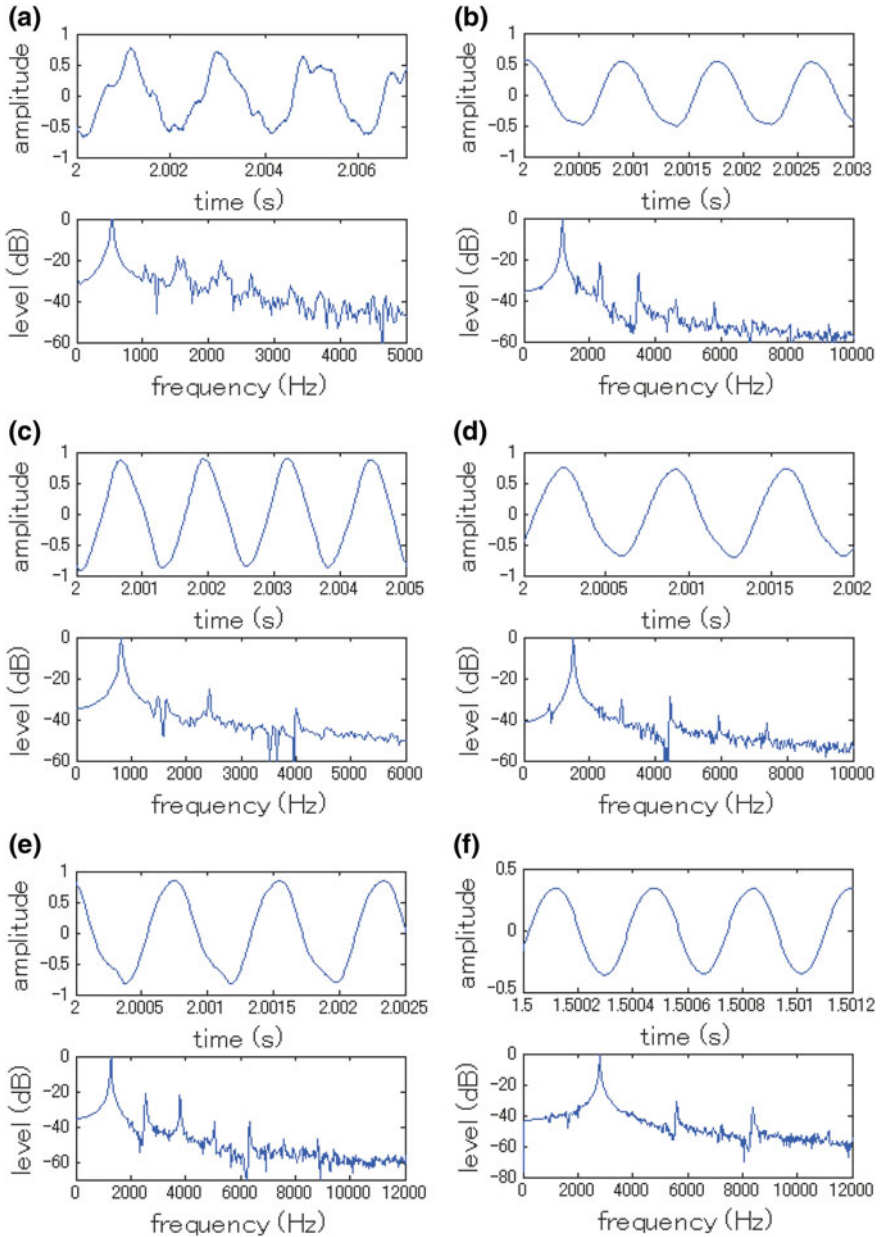 (a)
amplitude
1
0.5
0
-0.5
-1
2 2.002 2.004 2.006
time (s)
level (dB)
0
-20
-40
-60
0 1000 2000 3000 4000 5000
frequency (Hz)
(b)
amplitude
1
0.5
0
-0.5
-1
2 2.0005 2.001 2.0015 2.002 2.0025 2.003
time (s)
level (dB)
0
-20
-40
-60
0 2000 4000 6000 8000 10000
frequency (Hz)
(c)
amplitude
1
0.5
0
-0.5
-1
2 2.001 2.002 2.003 2.004 2.005
time (s)
level (dB)
0
-20
-40
-60
0 1000 2000 3000 4000 5000 6000
frequency (Hz)
(d)
amplitude
1
0.5
0
-0.5
-1
2 2.0005 2.001 2.0015 2.002
time (s)
level (dB)
0
-20
-40
-60
0 2000 4000 6000 8000 10000
frequency (Hz)
(e)
amplitude
1
0.5
0
-0.5
-1
2 2.0005 2.001 2.0015 2.002 2.0025
time (s)
level (dB)
0
-20
-40
-60
0 2000 4000 6000 8000 10000 12000
frequency (Hz)
(f)
amplitude
0.5
0
-0.5
1.5 1.5002 1.5004 1.5006 1.5008 1.501 1.5012
time (s)
level (dB)
0
-20
-40
-60
-80
0 2000 4000 6000 8000 10000 12000
frequency (Hz)